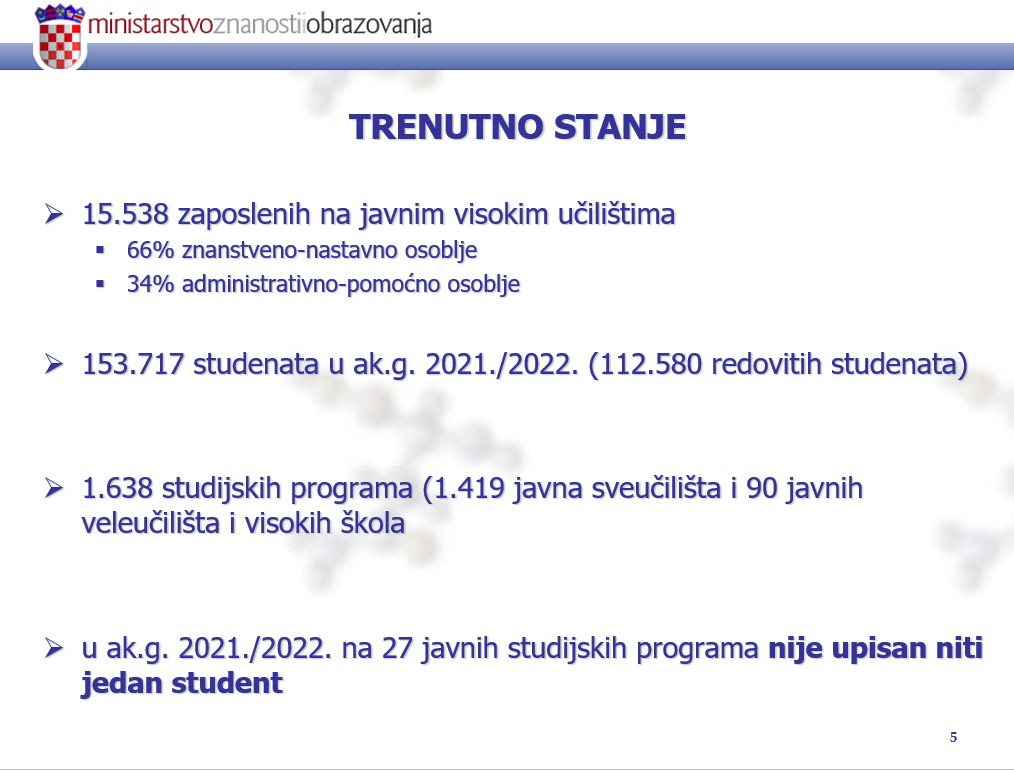 ministarstvoznanostiiobrazovanja
TRENUTNO STANJE
15.538 zaposlenih na javnim visokim učilištima
66% znanstveno-nastavno osoblje
34% administrativno-pomoćno osoblje
153.717 studenata u ak.g. 2021./2022. (112.580 redovitih studenata)
1.638 studijskih programa (1.419 javna sveučilišta i 90 javnih
veleučilišta i visokih škola
u ak.g. 2021./2022. na 27 javnih studijskih programa nije upisan niti
jedan student
5